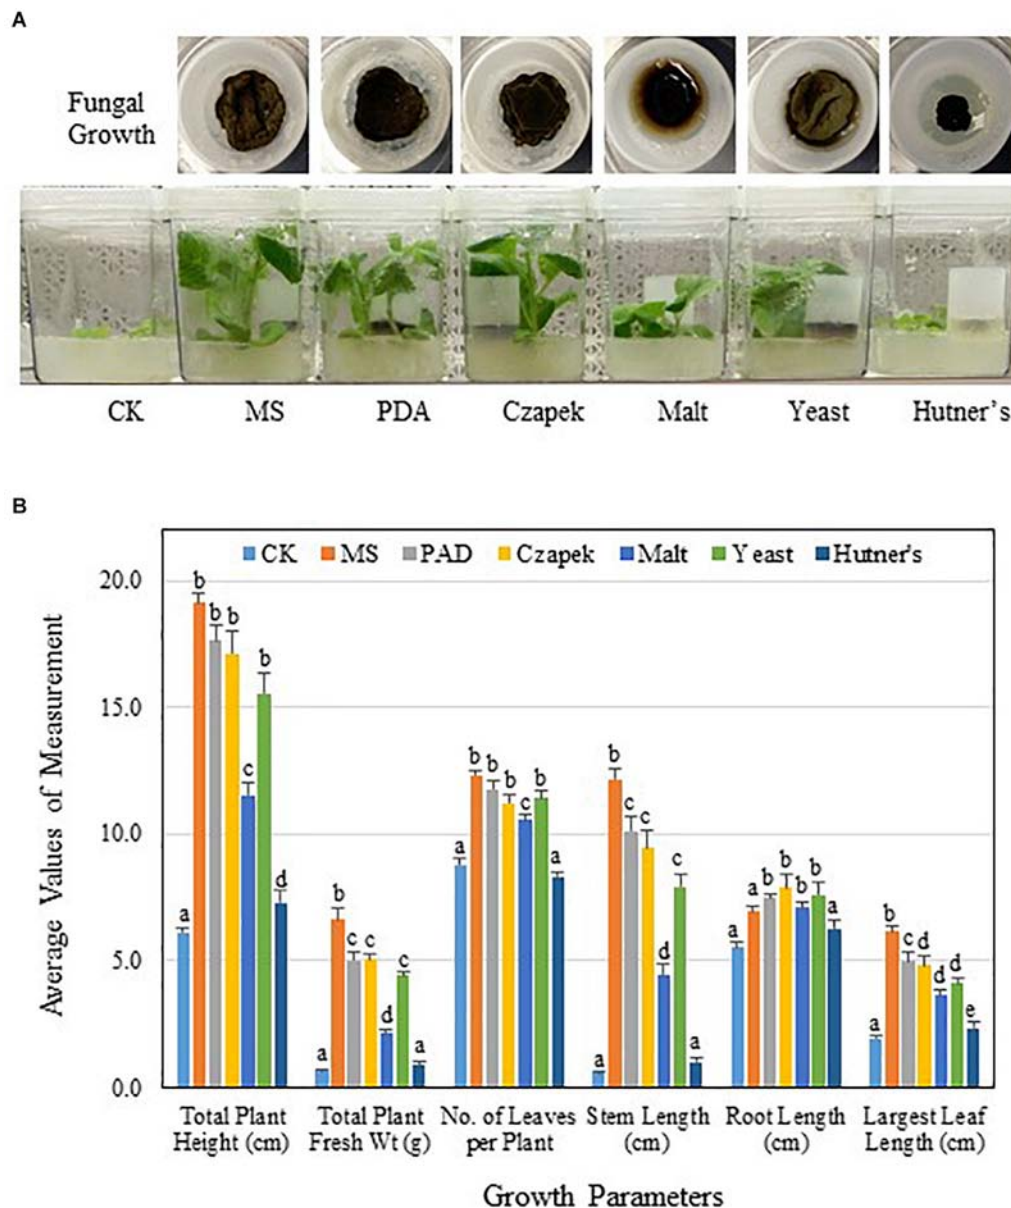 A
Fungal
Growth
CK MS PDA Czapek Malt Yeast Hutner's
B
CK MS PAD Czapek Malt Yeast Hutner's
Average Values of Measurement
20.0
15.0
10.0
5.0
0.0
a b b b c b d
a b c c d c a
a b b b c b a
a b c c d c a
a a b b b b a
a b c d d d e
Total Plant Height (cm)
Total Plant Fresh Wt (g)
No. of Leaves per Plant
Stem Length (cm)
Root Length (cm)
Largest Leaf Length (cm)
Growth Parameters